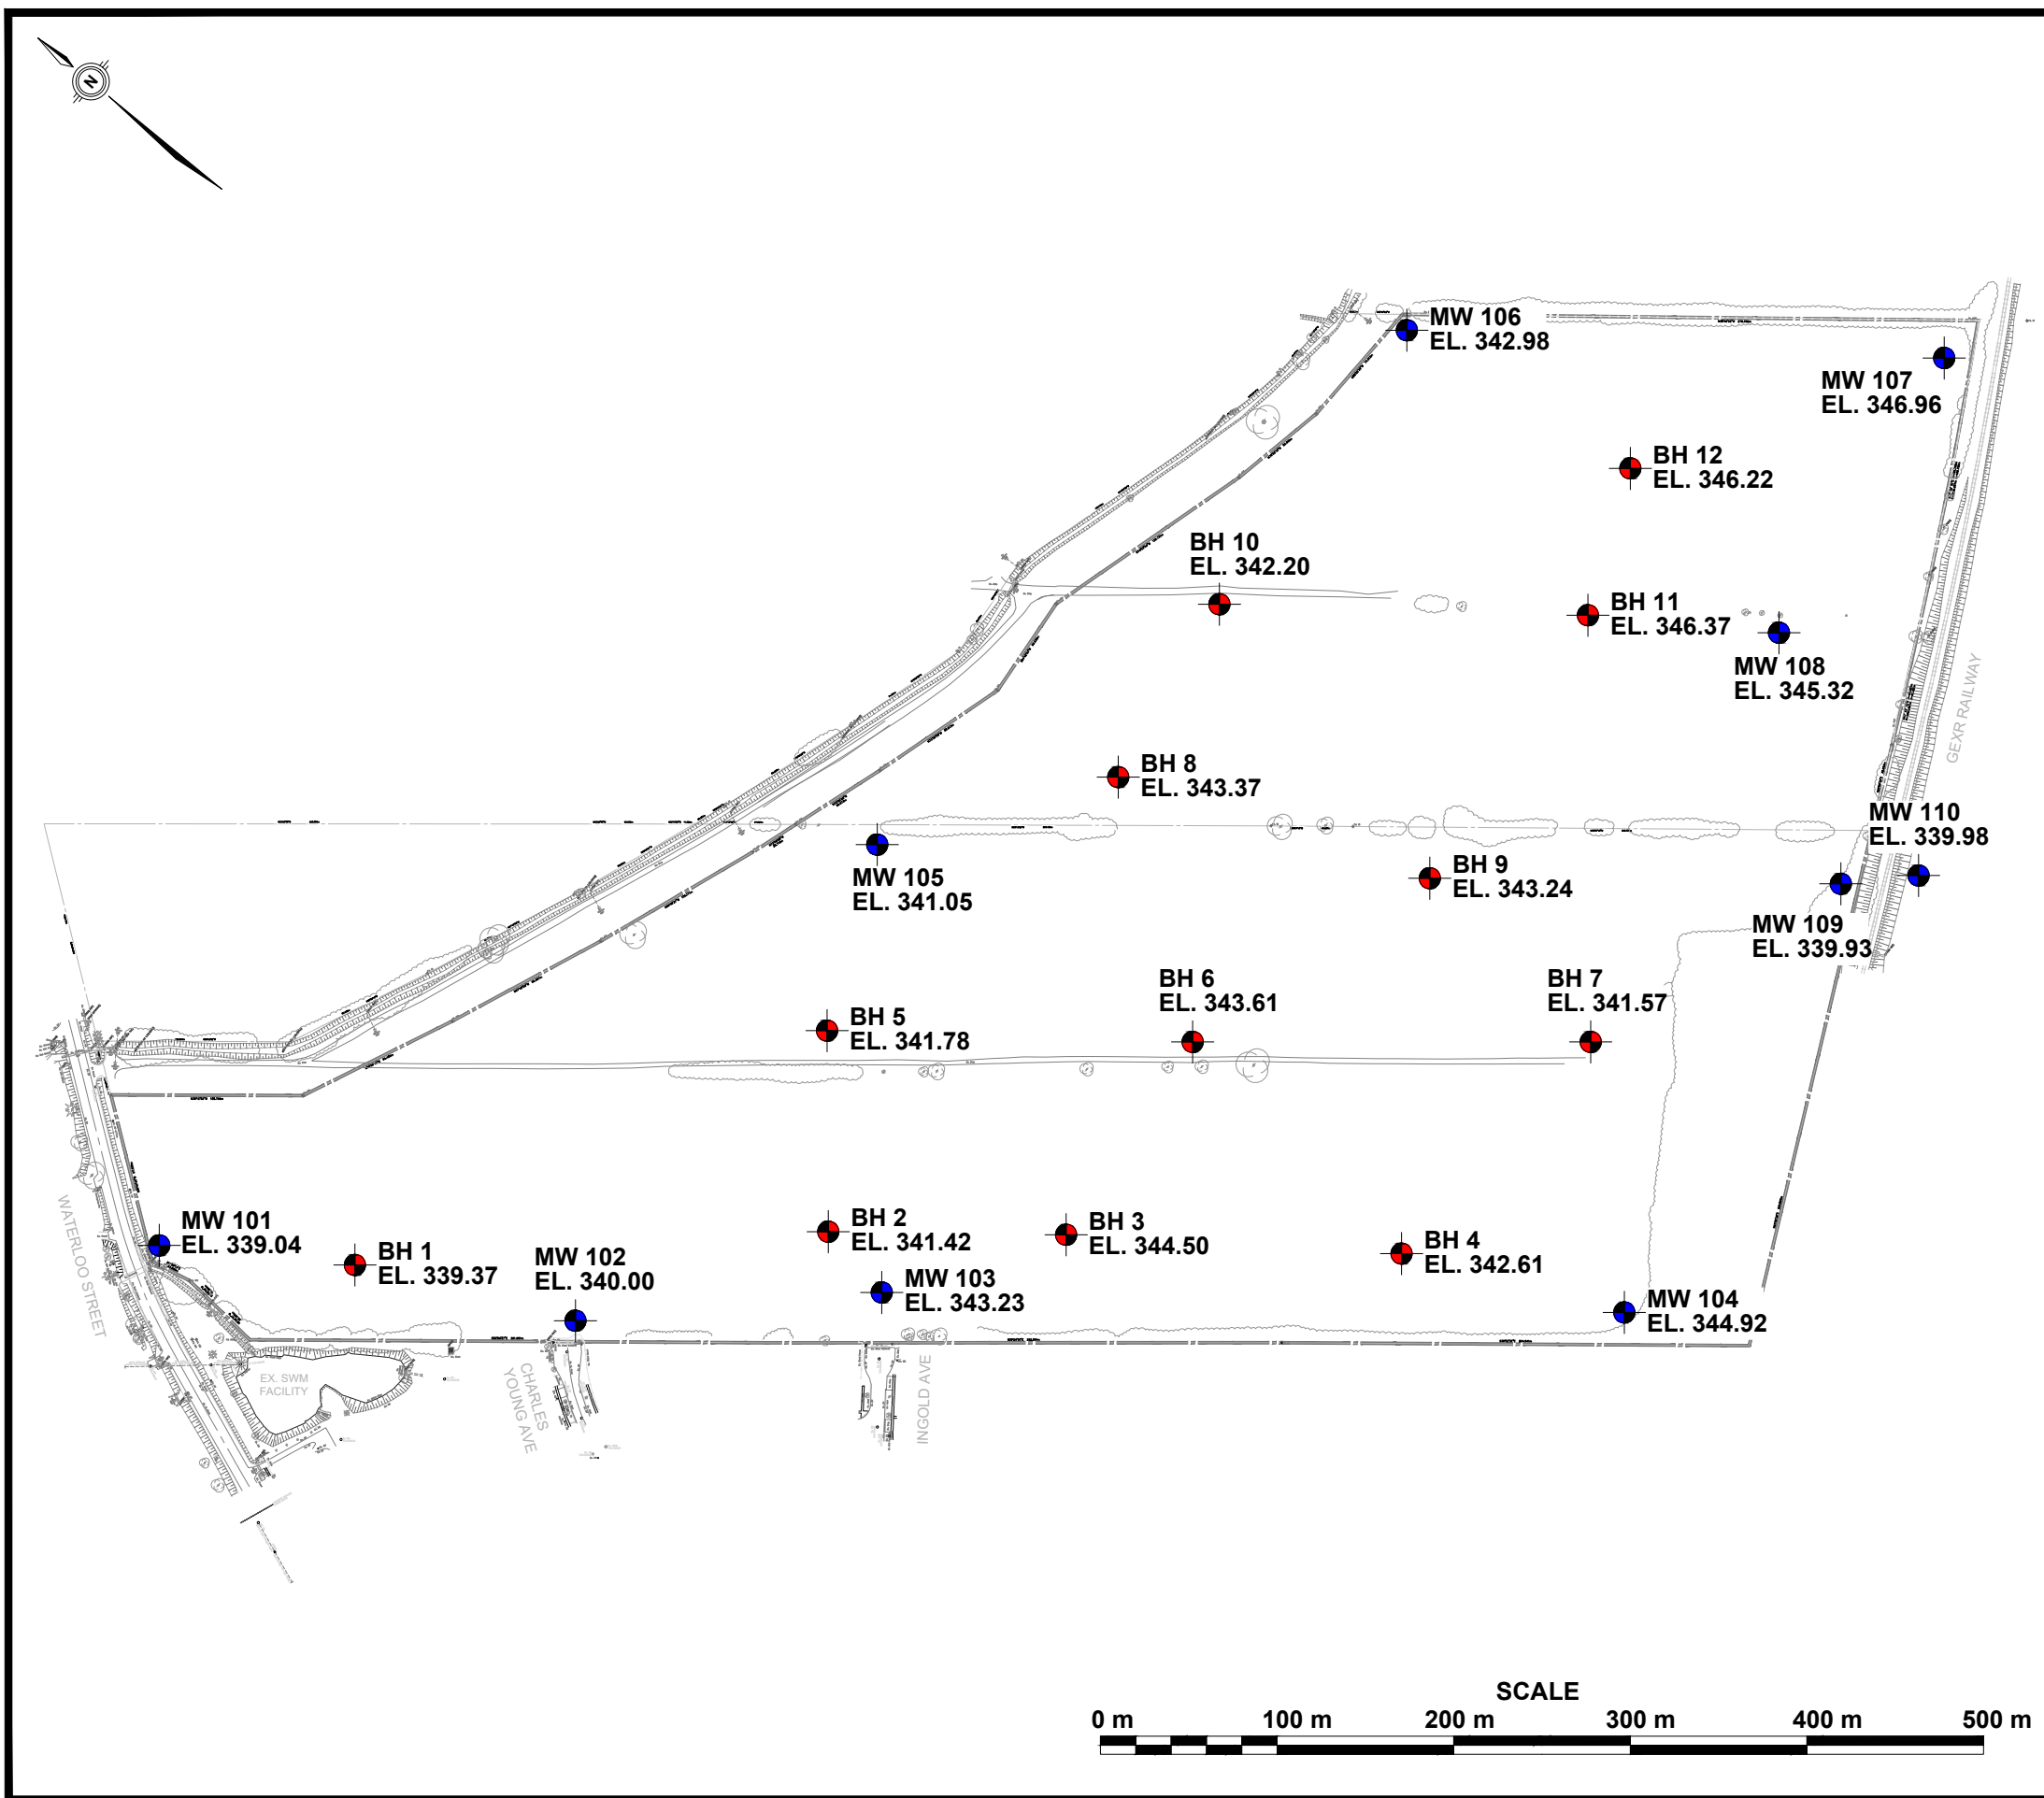 N
MW 106
EL. 342.98
MW 107
EL. 346.96
BH 12
EL. 346.22
BH 10
EL. 342.20
BH 11
EL. 346.37
MW 108
EL. 345.32
GEXR RAILWAY
BH 8
EL. 343.37
MW 110
EL. 339.98
MW 105
EL. 341.05
BH 9
EL. 343.24
MW 109
EL. 339.93
BH 6
EL. 343.61
BH 7
EL. 341.57
BH 5
EL. 341.78
WATERLOO STREET
MW 101
EL. 339.04
BH 1
EL. 339.37
MW 102
EL. 340.00
BH 2
EL. 341.42
BH 3
EL. 344.50
BH 4
EL. 342.61
MW 103
EL. 343.23
MW 104
EL. 344.92
EX. SWM
FACILITY
CHARLES
YOUNG AVE
INGOLD AVE
SCALE
0 m 100 m 200 m 300 m 400 m 500 m